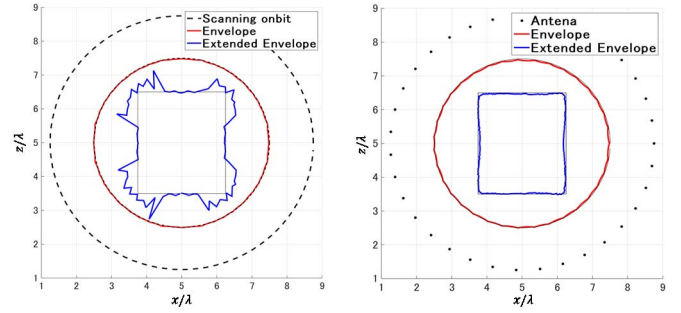 Scanning onbit
Envelope
Extended Envelope
9
8
7
6
5
4
3
2
1
z/λ
1 2 3 4 5 6 7 8 9
x/λ
Antena
Envelope
Extended Envelope
9
8
7
6
5
4
3
2
1
z/λ
1 2 3 4 5 6 7 8 9
x/λ